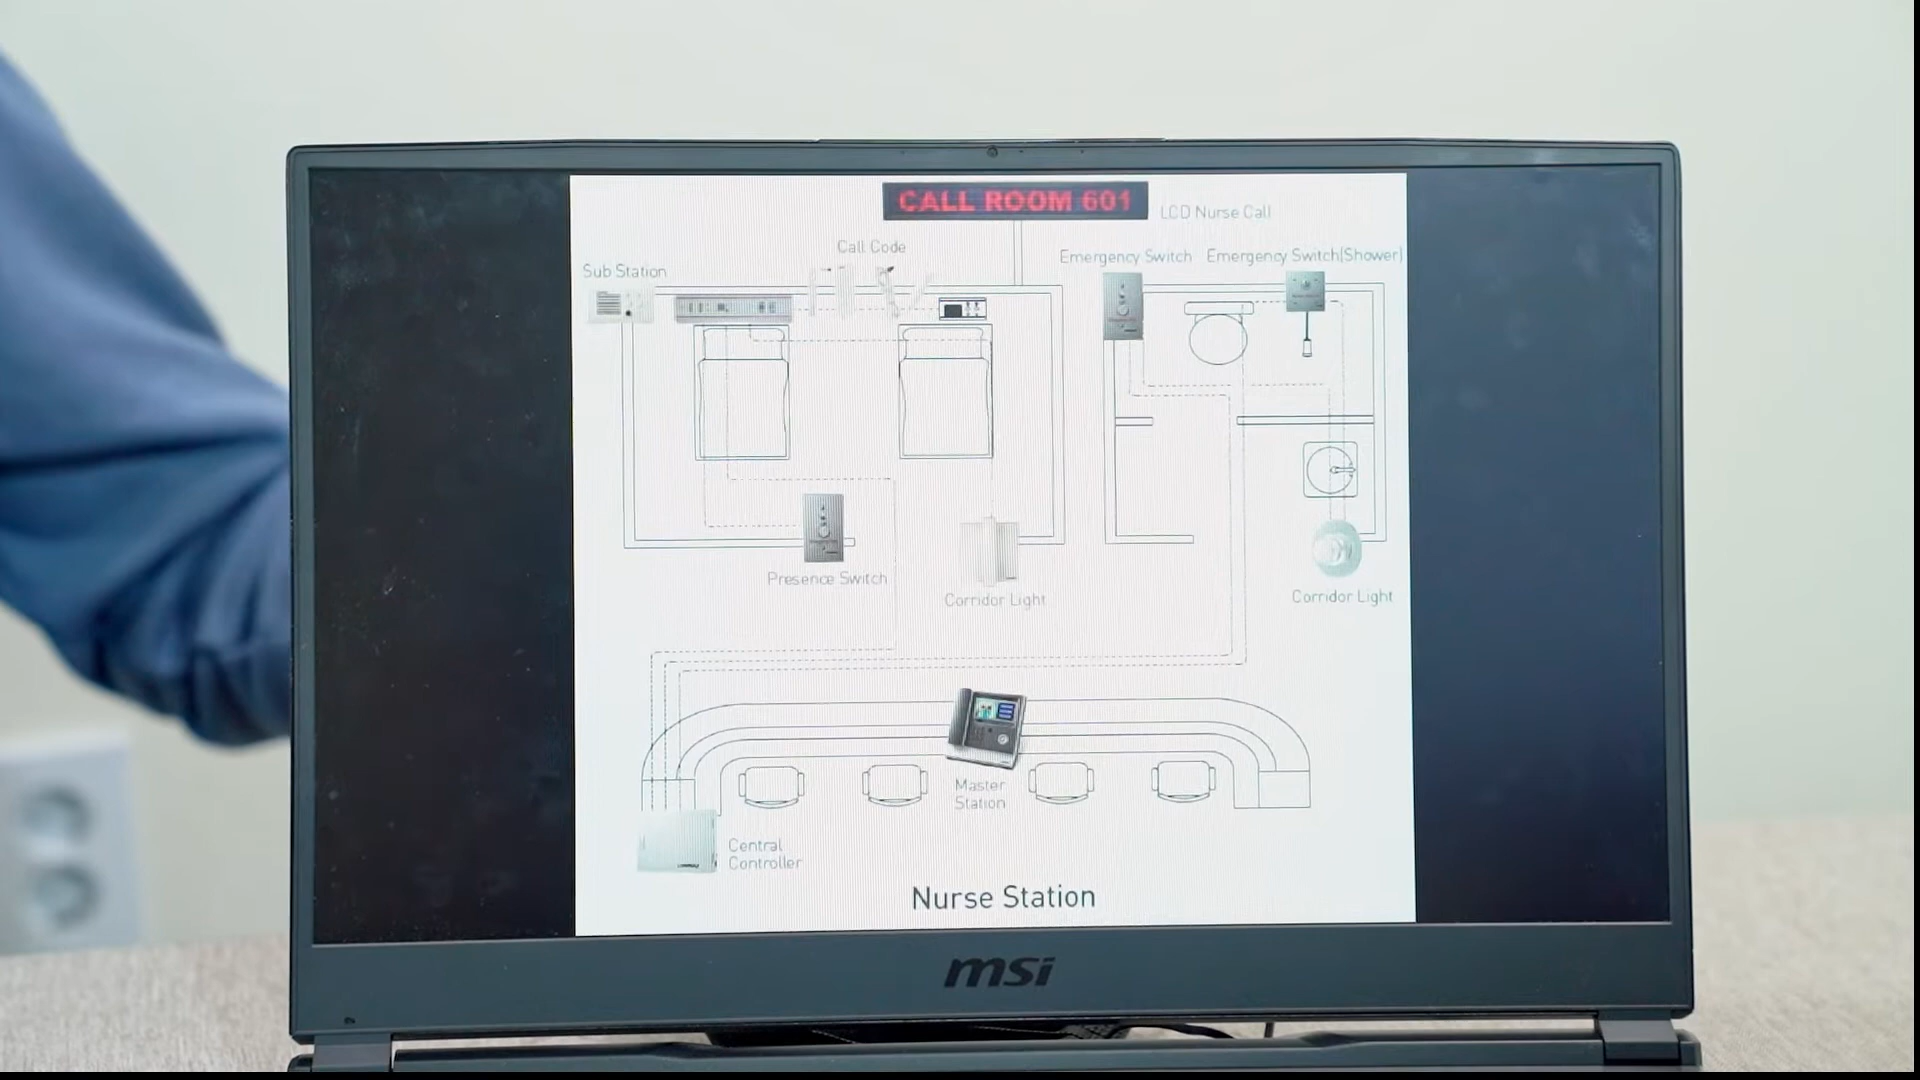 CALL ROOM 601
LCD Nurse Call
Call Code
Emergency Switch
Emergency Switch(Shower)
Sub Station
Presence Switch
Corridor Light
Corridor Light
Master
Station
Central
Controller
Nurse Station
msi